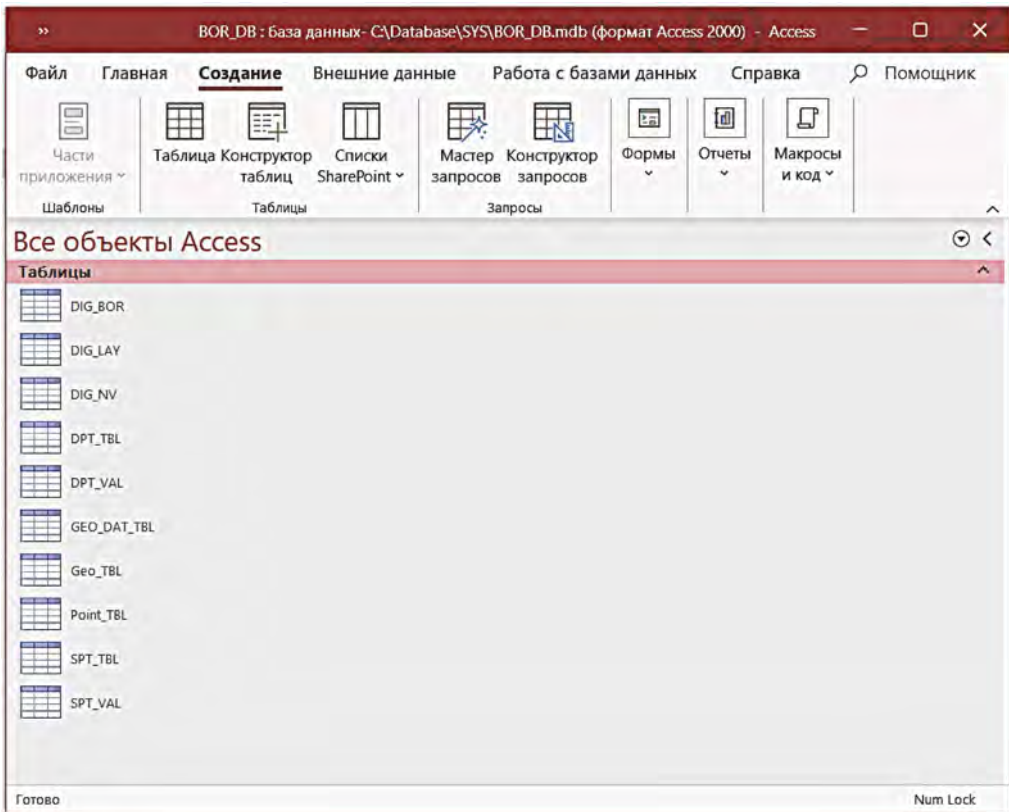 BOR_DB : база данных- C:\Database\SYS\BOR_DB.mdb (формат Access 2000) - Access
Файл Главная Создание Внешние данные Работа с базами данных Справка Помощник
Части приложения
Таблица
Конструктор таблиц
Списки SharePoint
Мастер запросов
Конструктор запросов
Формы
Отчеты
Макросы и код
Шаблоны Таблицы Запросы
Все объекты Access
Таблицы
DIG_BOR
DIG_LAY
DIG_NV
DPT_TBL
DPT_VAL
GEO_DAT_TBL
Geo_TBL
Point_TBL
SPT_TBL
SPT_VAL
Готово Num Lock